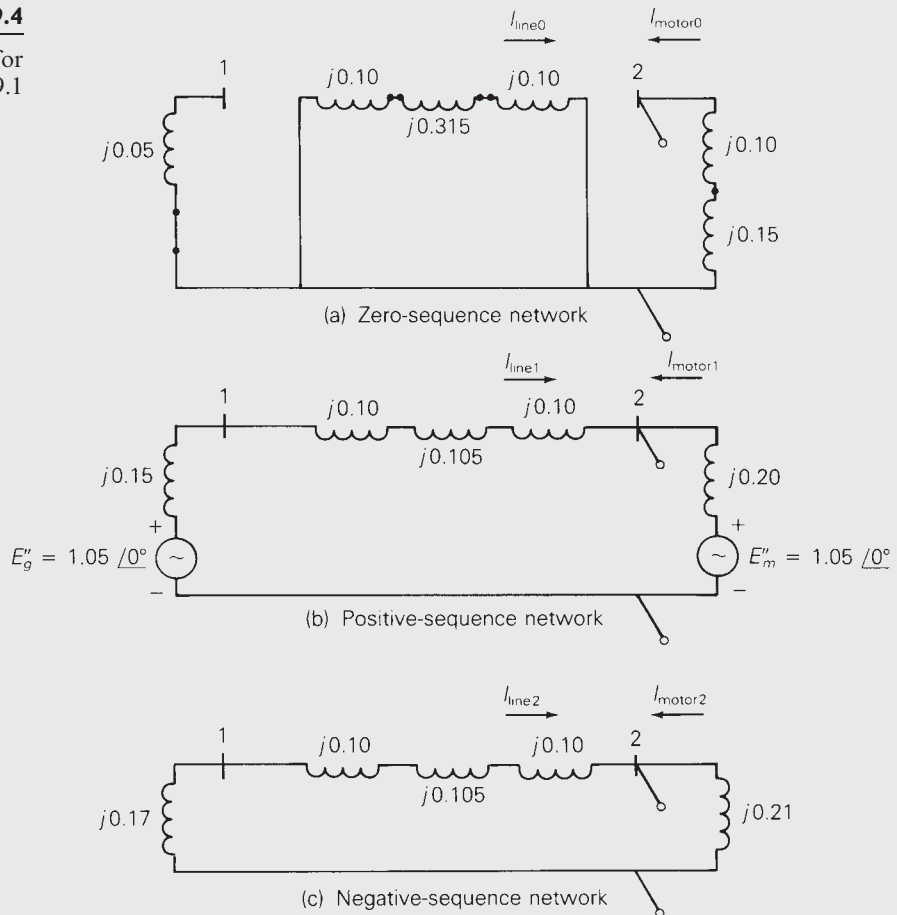 9.4
for
9.1
I_line0
I_motor0
1
j0.10
j0.10
2
j0.315
j0.05
j0.10
j0.15
(a) Zero-sequence network
I_line1
I_motor1
1
j0.10
j0.10
2
j0.105
j0.15
j0.20
+
+
E″_g = 1.05 /0°
~
~
E″_m = 1.05 /0°
−
−
(b) Positive-sequence network
I_line2
I_motor2
1
j0.10
j0.10
2
j0.105
j0.17
j0.21
(c) Negative-sequence network